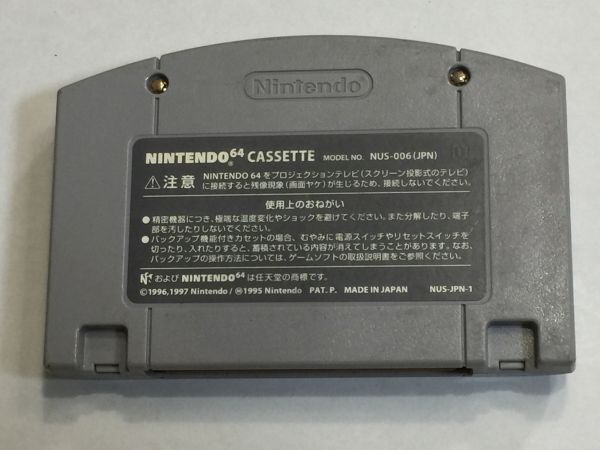 Nintendo
NINTENDO64 CASSETTE MODEL NO. NUS-006(JPN)
⚠注意 NINTENDO 64 をプロジェクションテレビ(スクリーン投影式のテレビ)
に接続すると残像現象(画面ヤケ)が生じるため、接続しないでください。
使用上のおねがい
●精密機器につき、極端な温度変化やショックを避けてください。また分解したり、端子
部を汚したりしないでください。
●バックアップ機能付きカセットの場合、むやみに電源スイッチやリセットスイッチを
切ったり、入れたりすると、蓄積されている内容が消えてしまうことがあります。なお、
バックアップの操作方法については、ゲームソフトの取扱説明書をご参照ください。
および NINTENDO64 は任天堂の商標です。
©1996,1997 Nintendo/Ⓜ1995 Nintendo PAT. P. MADE IN JAPAN NUS-JPN-1